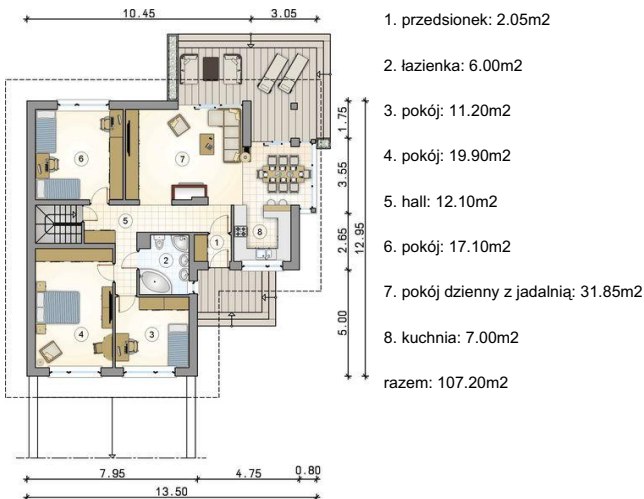 10.45 3.05
1. przedsionek: 2.05m2
2. łazienka: 6.00m2
3. pokój: 11.20m2
4. pokój: 19.90m2
5. hall: 12.10m2
6. pokój: 17.10m2
7. pokój dzienny z jadalnią: 31.85m2
8. kuchnia: 7.00m2
razem: 107.20m2
1.75
3.55
2.65
5.00
12.95
6
7
5
8
1
2
4
3
7.95 4.75 0.80
13.50